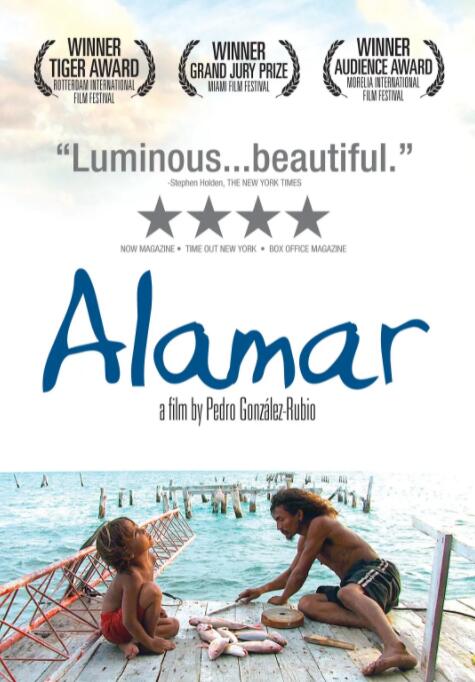 WINNER
TIGER AWARD
ROTTERDAM INTERNATIONAL
FILM FESTIVAL
WINNER
GRAND JURY PRIZE
MIAMI FILM FESTIVAL
WINNER
AUDIENCE AWARD
MORELIA INTERNATIONAL
FILM FESTIVAL
“Luminous...beautiful.”
-Stephen Holden, THE NEW YORK TIMES
NOW MAGAZINE • TIME OUT NEW YORK • BOX OFFICE MAGAZINE
Alamar
a film by Pedro González-Rubio